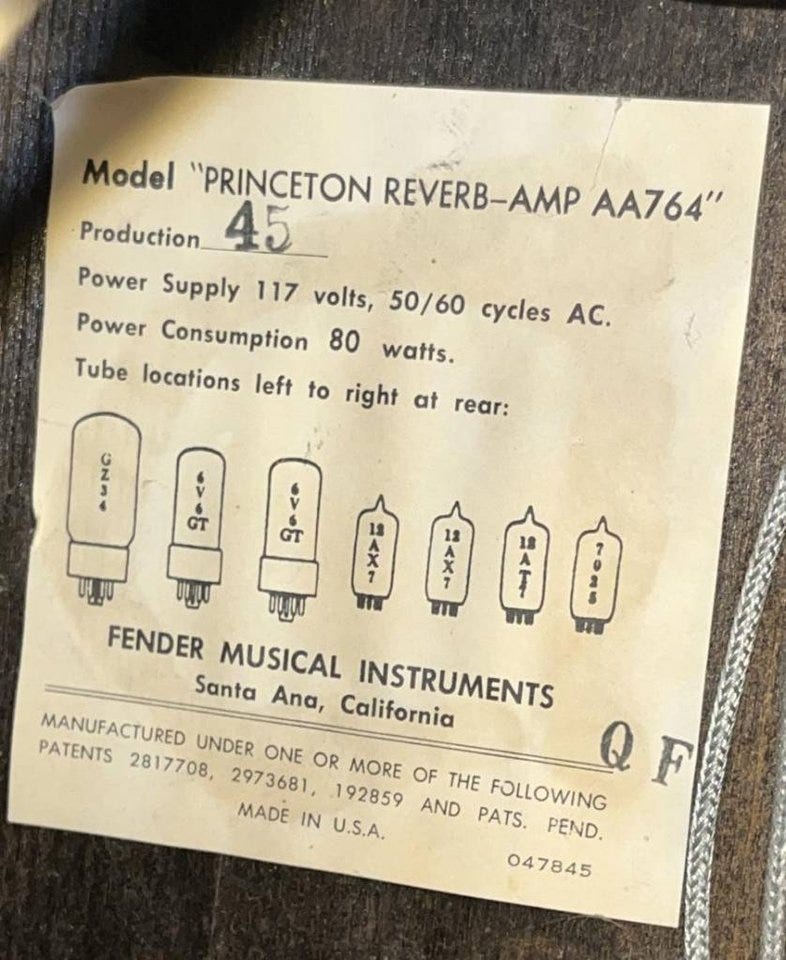 Model "PRINCETON REVERB-AMP AA764"
Production 45
Power Supply 117 volts, 50/60 cycles AC.
Power Consumption 80 watts.
Tube locations left to right at rear:
GZ34 6V6GT 6V6GT 12AX7 12AX7 12AT7 7025
FENDER MUSICAL INSTRUMENTS
Santa Ana, California
Q F
MANUFACTURED UNDER ONE OR MORE OF THE FOLLOWING
PATENTS 2817708, 2973681, 192859 AND PATS. PEND.
MADE IN U.S.A.
047845